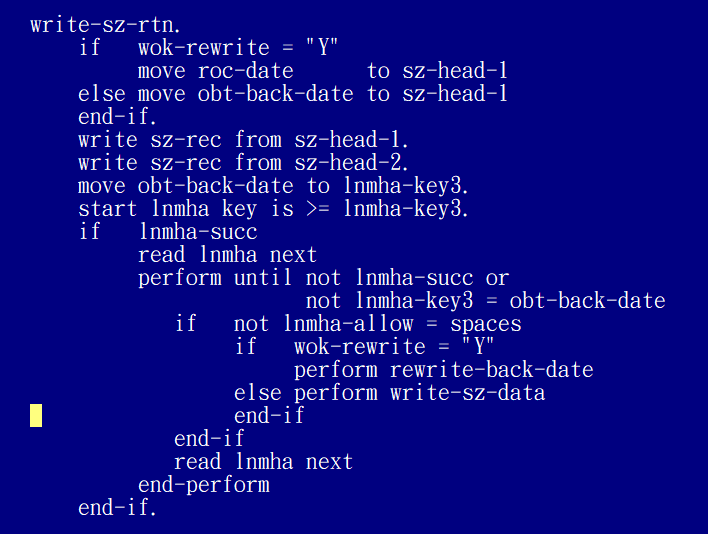 write-sz-rtn.
if   wok-rewrite = "Y"
move roc-date      to sz-head-1
else move obt-back-date to sz-head-1
end-if.
write sz-rec from sz-head-1.
write sz-rec from sz-head-2.
move obt-back-date to lnmha-key3.
start lnmha key is >= lnmha-key3.
if   lnmha-succ
read lnmha next
perform until not lnmha-succ or
not lnmha-key3 = obt-back-date
if   not lnmha-allow = spaces
if   wok-rewrite = "Y"
perform rewrite-back-date
else perform write-sz-data
end-if
end-if
read lnmha next
end-perform
end-if.